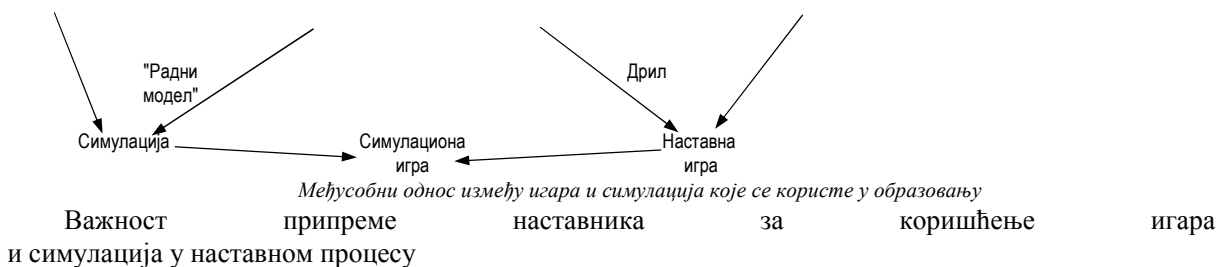 "Радни
модел"
Дрил
Симулација
Симулациона
игра
Наставна
игра
Међусобни однос између игара и симулација које се користе у образовању
Важност припреме наставника за коришћење игара
и симулација у наставном процесу